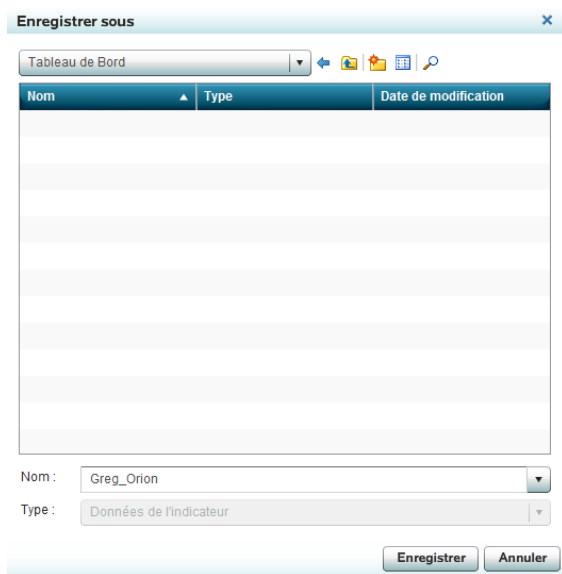 Enregistrer sous
Tableau de Bord
Nom Type Date de modification
Nom : Greg_Orion
Type : Données de l'indicateur
Enregistrer Annuler